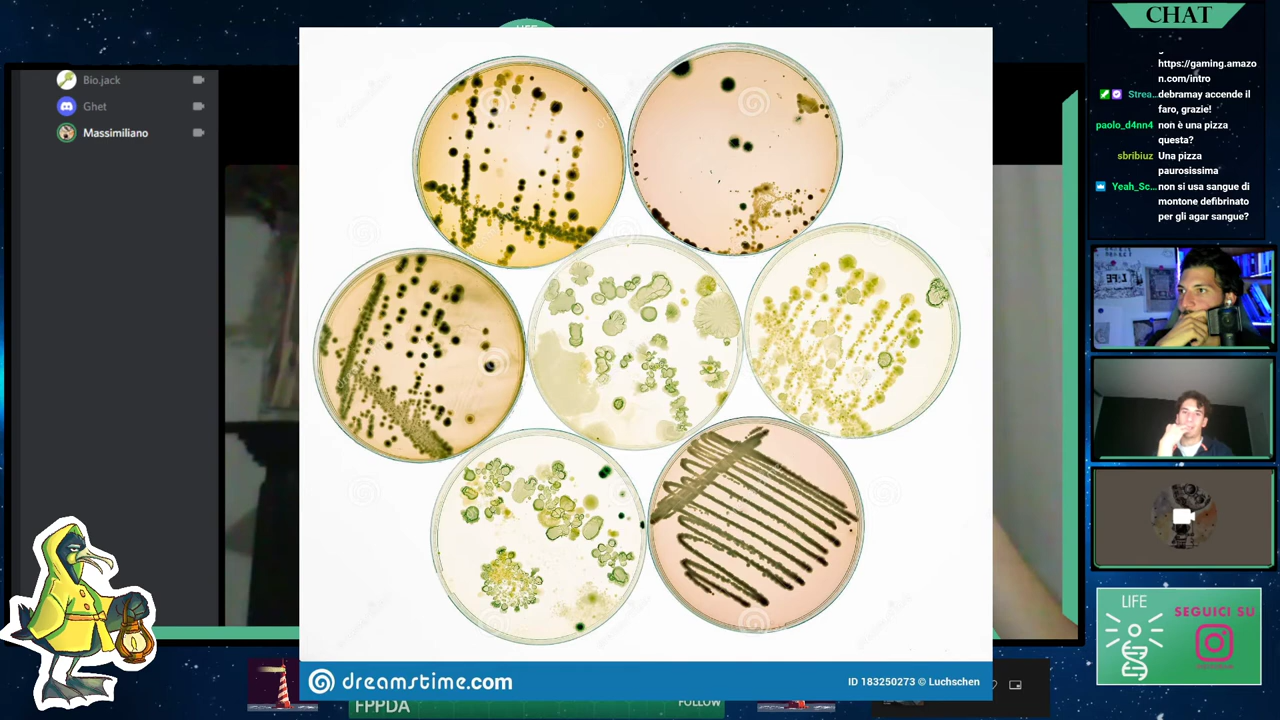 Bio.jack
Ghet
Massimiliano
LIFE
dreamstime.com
ID 183250273 © Luchschen
FPPDA
FOLLOW
CHAT
https://gaming.amazo
n.com/intro
Strea... debramay accende il
faro, grazie!
paolo_d4nn4 non è una pizza
questa?
sbribiuz Una pizza
paurosissima
Yeah_Sc... non si usa sangue di
montone defibrinato
per gli agar sangue?
LIFE
SEGUICI SU